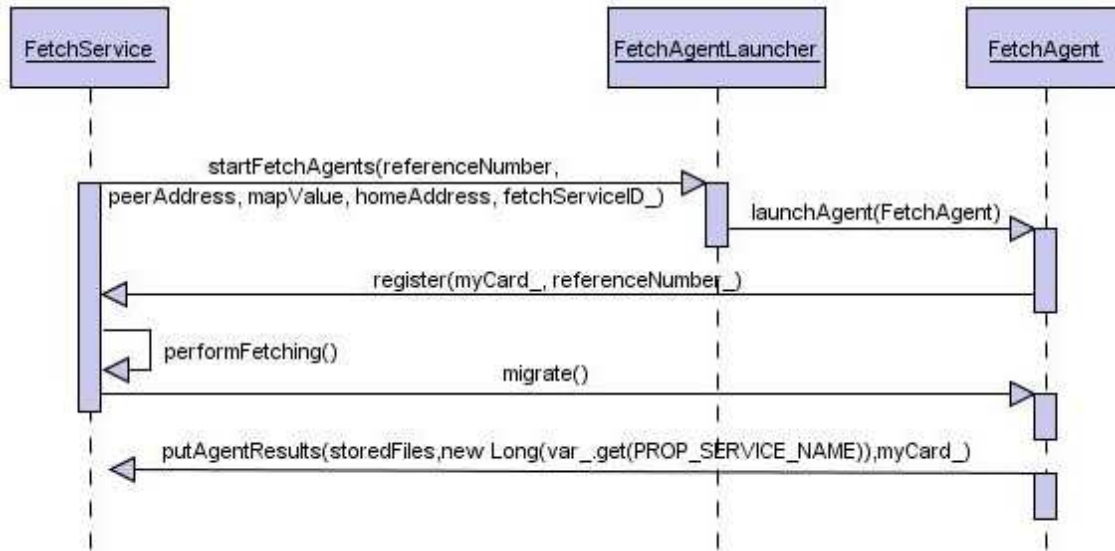 FetchService
FetchAgentLauncher
FetchAgent
startFetchAgents(referenceNumber,
peerAddress, mapValue, homeAddress, fetchServiceID_)
launchAgent(FetchAgent)
register(myCard_, referenceNumber_)
performFetching()
migrate()
putAgentResults(storedFiles,new Long(var_.get(PROP_SERVICE_NAME)),myCard_)